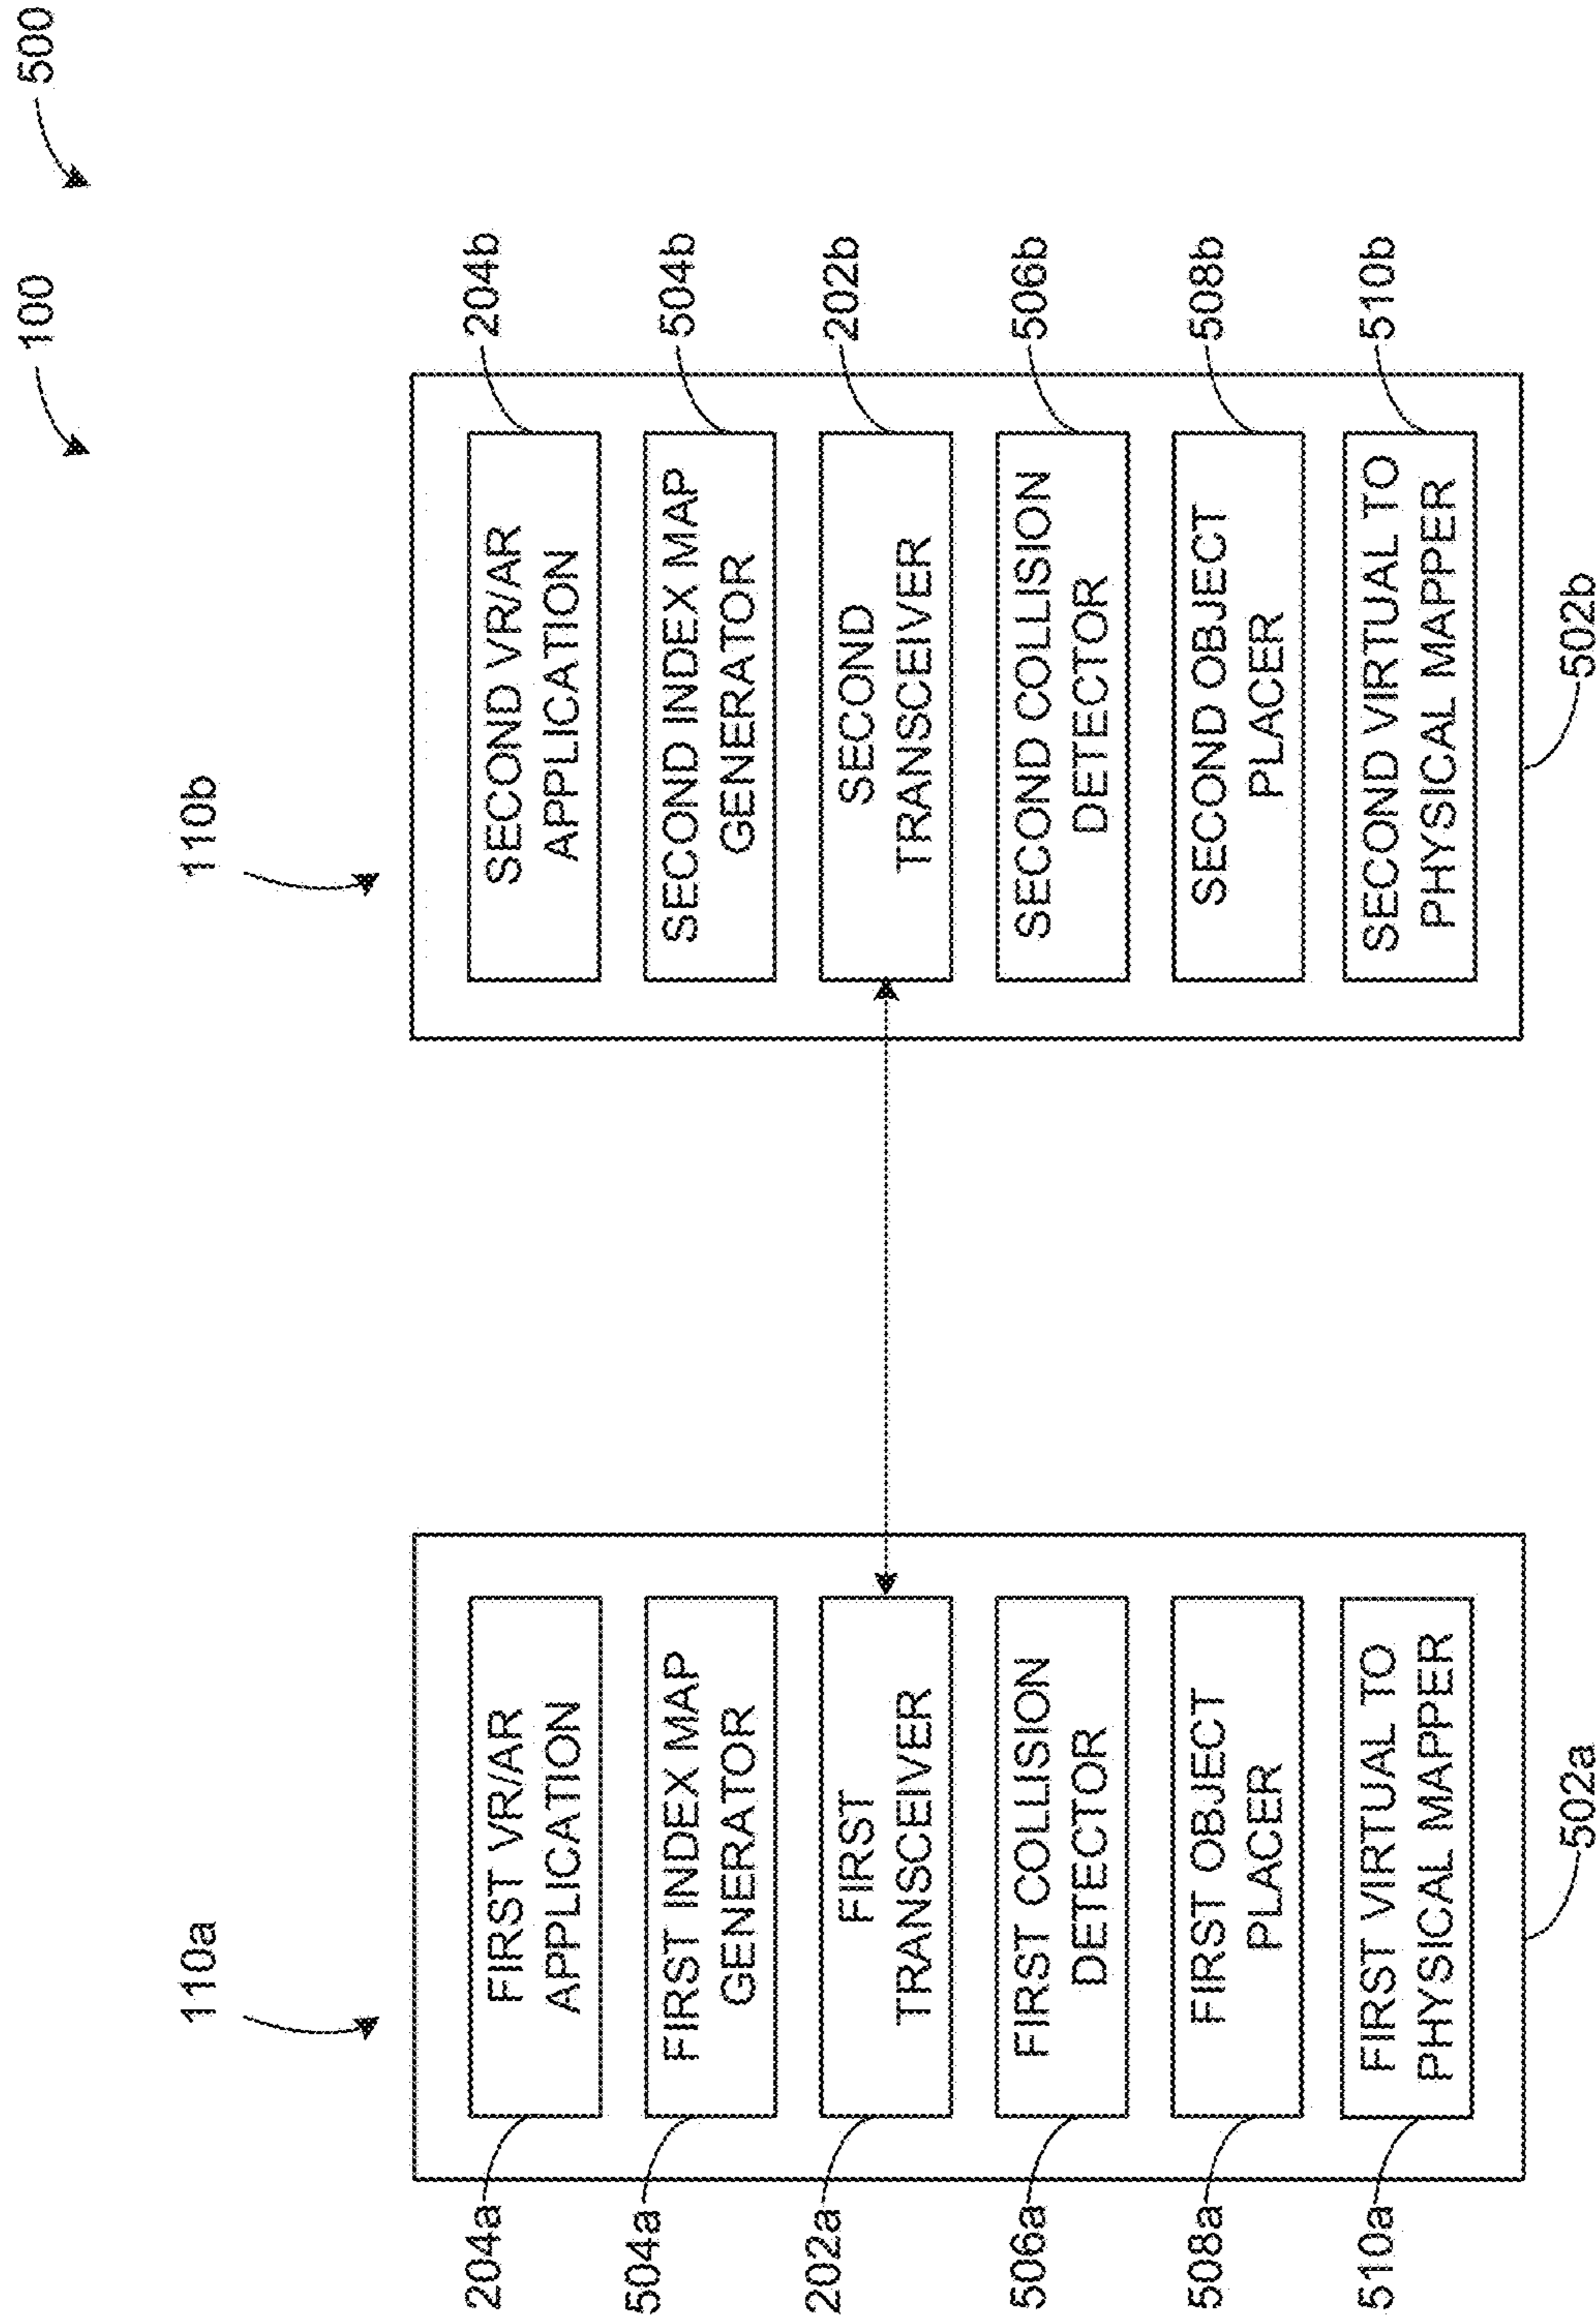 100
500
110a
110b
204a
FIRST VR/AR
APPLICATION
504a
FIRST INDEX MAP
GENERATOR
202a
FIRST
TRANSCEIVER
506a
FIRST COLLISION
DETECTOR
508a
FIRST OBJECT
PLACER
510a
FIRST VIRTUAL TO
PHYSICAL MAPPER
502a
SECOND VR/AR
APPLICATION
204b
SECOND INDEX MAP
GENERATOR
504b
SECOND
TRANSCEIVER
202b
SECOND COLLISION
DETECTOR
506b
SECOND OBJECT
PLACER
508b
SECOND VIRTUAL TO
PHYSICAL MAPPER
510b
502b